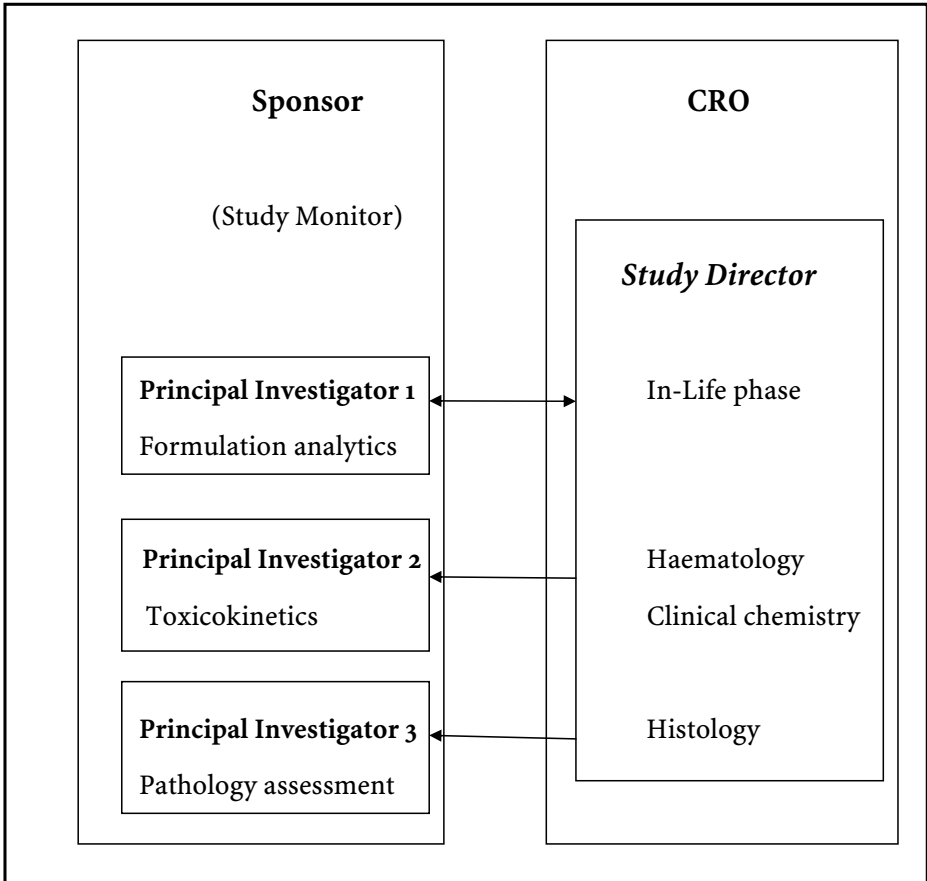 Sponsor
(Study Monitor)
Principal Investigator 1
Formulation analytics
Principal Investigator 2
Toxicokinetics
Principal Investigator 3
Pathology assessment
CRO
Study Director
In-Life phase
Haematology
Clinical chemistry
Histology